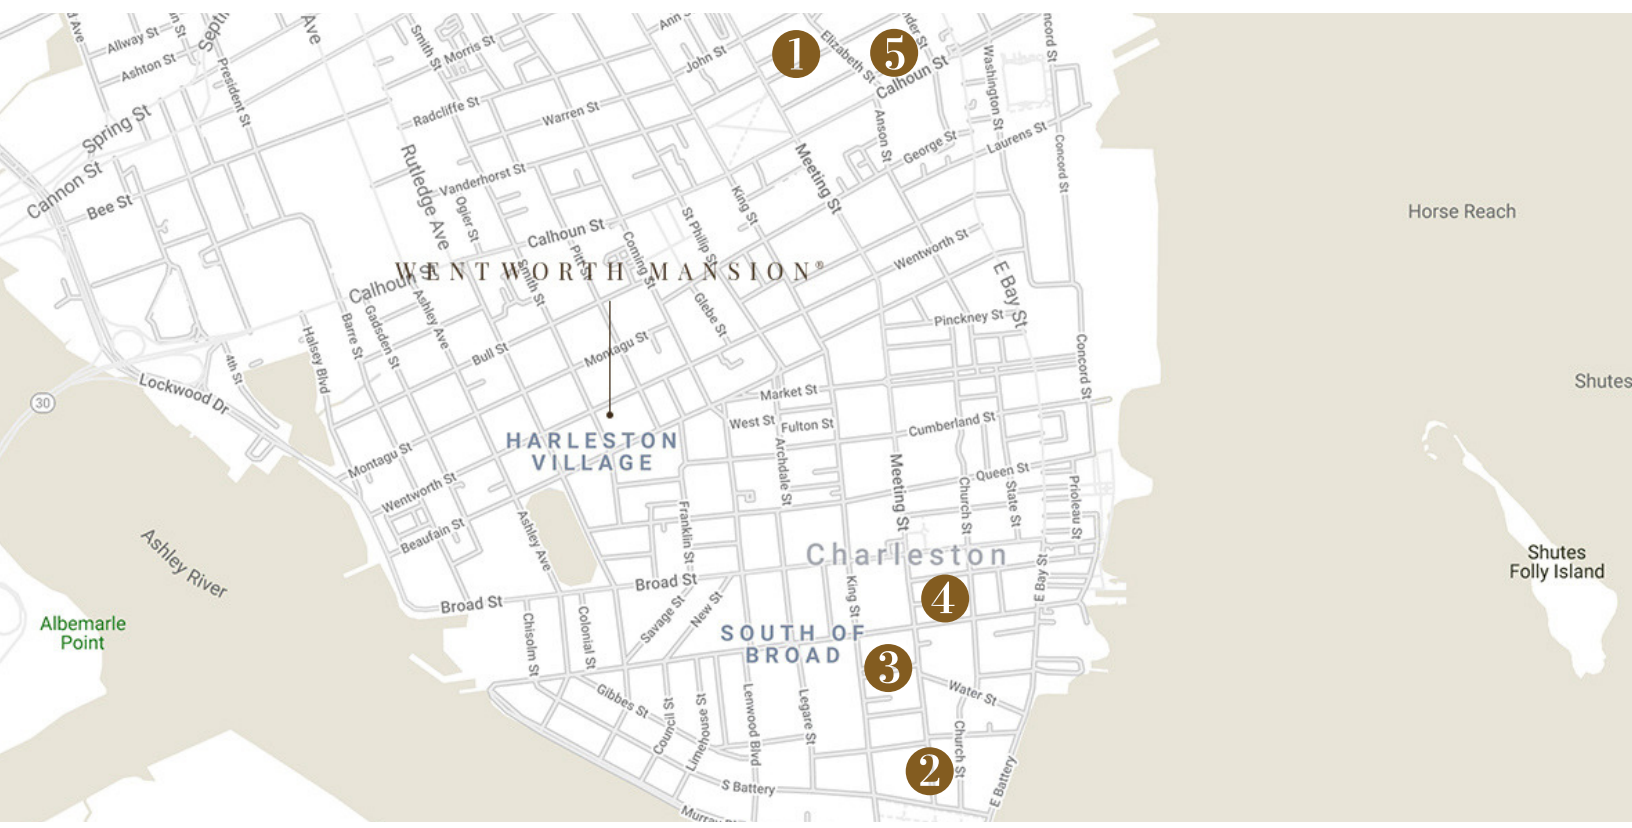 Allway St
Ashton St
President St
Spring St
Cannon St
Bee St
Smith St
Morris St
Radcliffe St
Warren St
John St
1
Elizabeth St
5
Calhoun St
Washington St
Concord St
Anson St
George St
Laurens St
Rutledge Ave
Vanderhorst St
Ogier St
Meeting St
King St
St Philip St
Calhoun St
Coming St
Pitt St
Smith St
Wentworth St
E Bay St
Horse Reach
WENTWORTH MANSION®
Calhoun
Ashley Ave
Gadsden St
Barre St
Halsey Blvd
Glebe St
Montagu St
Bull St
Pinckney St
Concord St
Shutes
4th St
Lockwood Dr
30
Market St
West St
Fulton St
Cumberland St
HARLESTON
VILLAGE
Archdale St
Montagu St
Wentworth St
Beaufain St
Ashley Ave
Franklin St
Meeting St
Church St
Queen St
State St
Prioleau St
Ashley River
Charleston
Shutes
Folly Island
Albemarle
Point
Broad St
Broad St
King St
E Bay St
4
Chisolm St
Colonial St
Savage St
New St
SOUTH OF
BROAD
3
Gibbes St
Council St
Limehouse St
Lenwood Blvd
Legare St
Water St
Church St
2
S Battery
E Battery